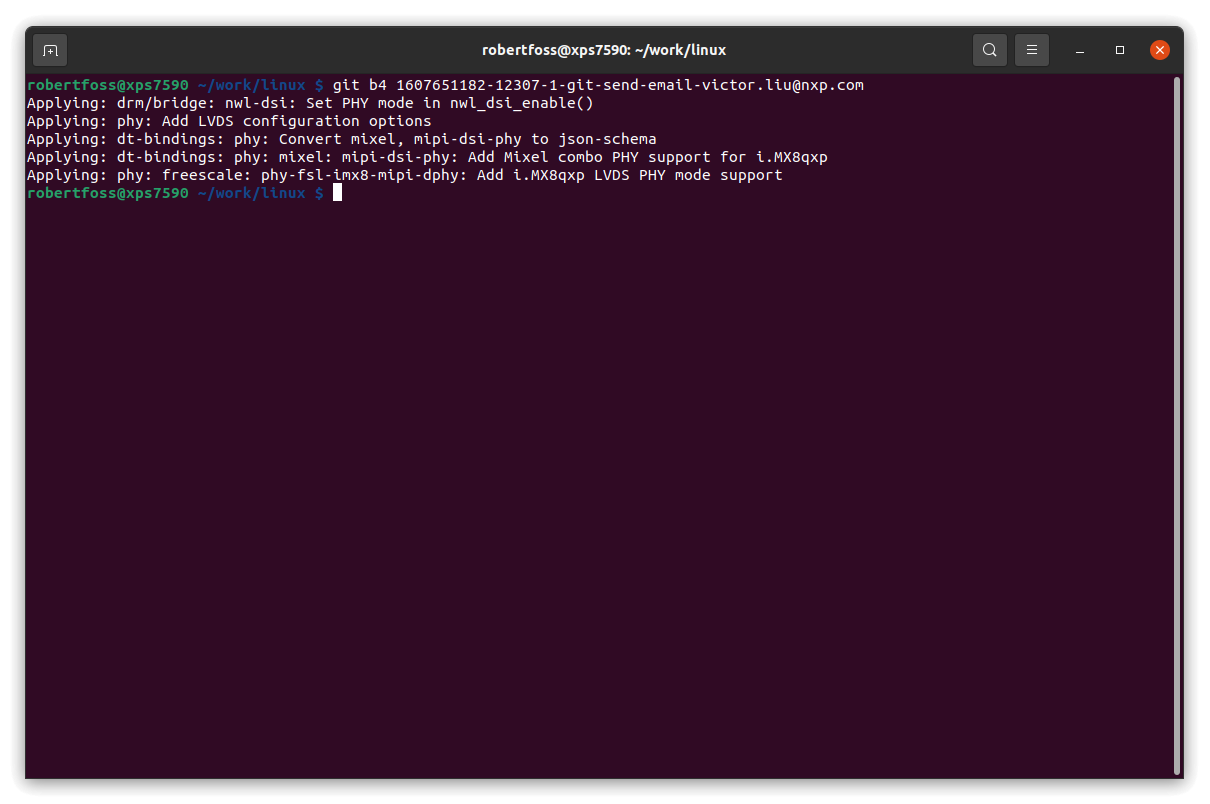 robertfoss@xps7590: ~/work/linux
robertfoss@xps7590 ~/work/linux $ git b4 1607651182-12307-1-git-send-email-victor.liu@nxp.com
Applying: drm/bridge: nwl-dsi: Set PHY mode in nwl_dsi_enable()
Applying: phy: Add LVDS configuration options
Applying: dt-bindings: phy: Convert mixel, mipi-dsi-phy to json-schema
Applying: dt-bindings: phy: mixel: mipi-dsi-phy: Add Mixel combo PHY support for i.MX8qxp
Applying: phy: freescale: phy-fsl-imx8-mipi-dphy: Add i.MX8qxp LVDS PHY mode support
robertfoss@xps7590 ~/work/linux $